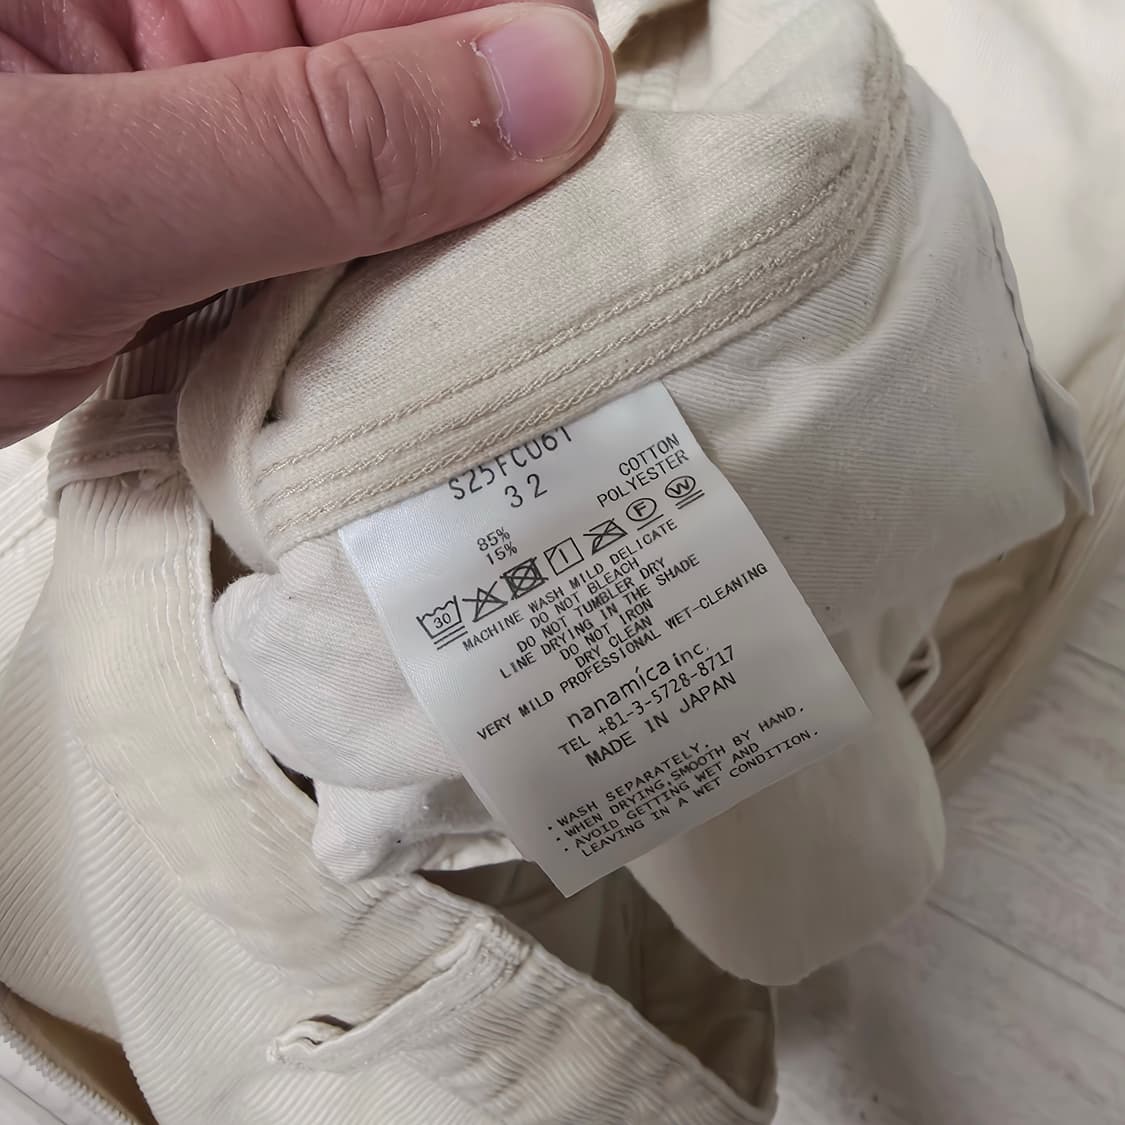 S25FC061
32
85% COTTON
15% POLYESTER
30 F W
MACHINE WASH MILD DELICATE
DO NOT BLEACH
DO NOT TUMBLER DRY
LINE DRYING IN THE SHADE
DO NOT IRON
DRY CLEAN
VERY MILD PROFESSIONAL WET-CLEANING
nanamíca inc.
TEL +81-3-5728-8717
MADE IN JAPAN
・WASH SEPARATELY.
・WHEN DRYING,SMOOTH BY HAND.
・AVOID GETTING WET AND
LEAVING IN A WET CONDITION.